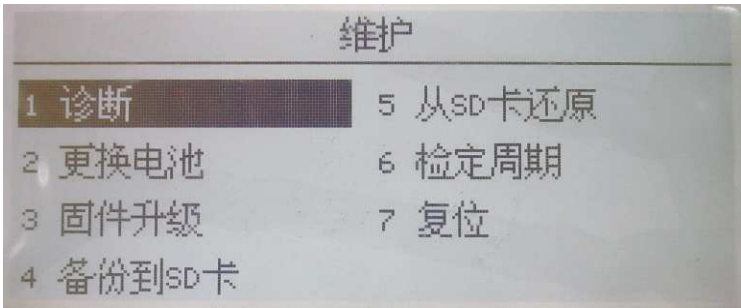 维护
1 诊断
2 更换电池
3 固件升级
4 备份到SD卡
5 从SD卡还原
6 检定周期
7 复位